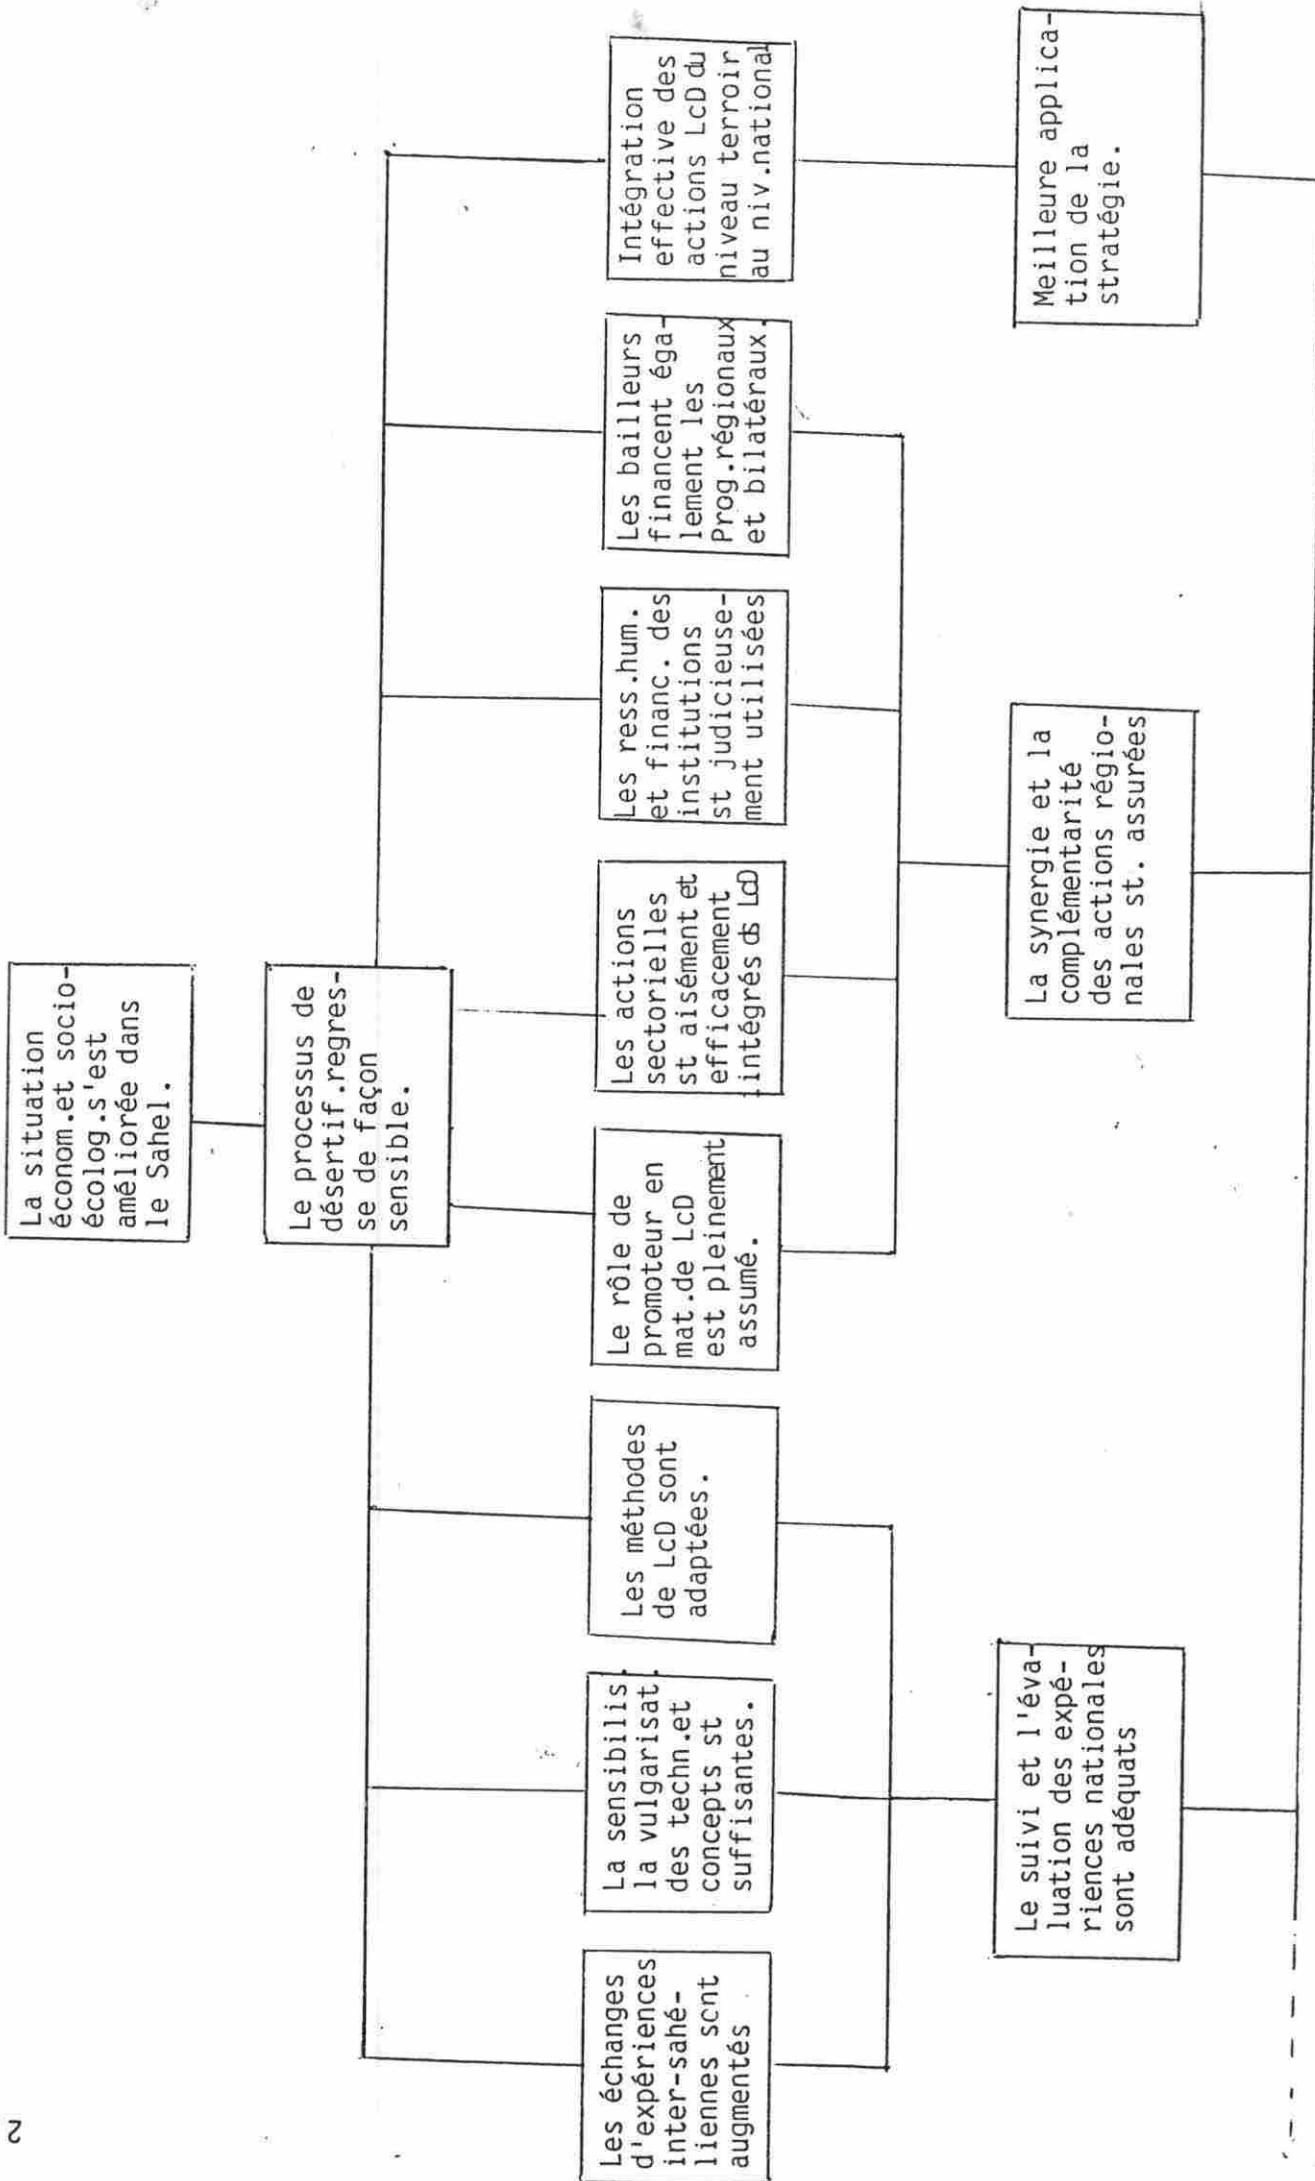 2
La situation
économ.et socio-
écolog.s'est
améliorée dans
le Sahel.
Le processus de
désertif.regres-
se de façon
sensible.
Les échanges
d'expériences
inter-sahé-
liennes sont
augmentés
La sensibilis.
la vulgarisat.
des techn.et
concepts st
suffisantes.
Les méthodes
de LcD sont
adaptées.
Le rôle de
promoteur en
mat.de LcD
est pleinement
assumé.
Les actions
sectorielles
st aisément et
efficacement
intégrés ds LcD
Les ress.hum.
et financ. des
institutions
st judicieuse-
ment utilisées
Les bailleurs
financent éga-
lement les
Prog.régionaux
et bilatéraux.
Intégration
effective des
actions LcD du
niveau terroir
au niv.national
Le suivi et l'éva-
luation des expé-
riences nationales
sont adéquats
La synergie et la
complémentarité
des actions régio-
nales st. assurées
Meilleure applica-
tion de la
stratégie.